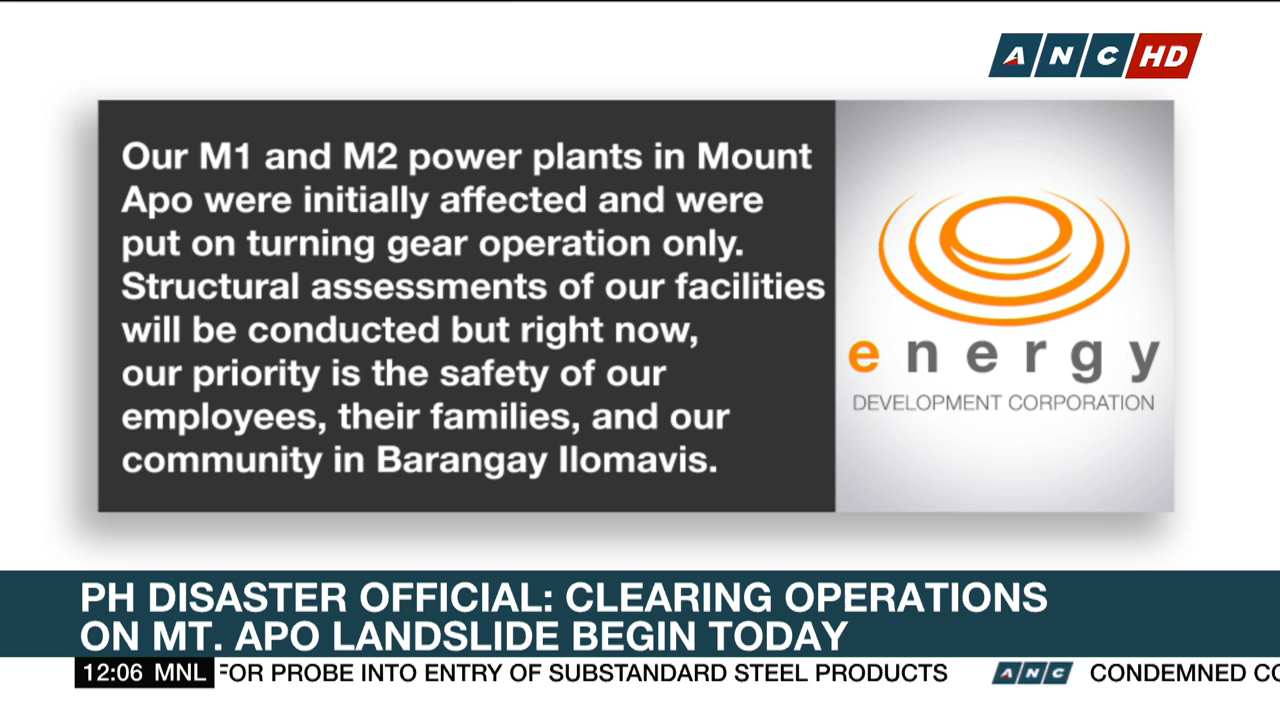 ANC HD
Our M1 and M2 power plants in Mount
Apo were initially affected and were
put on turning gear operation only.
Structural assessments of our facilities
will be conducted but right now,
our priority is the safety of our
employees, their families, and our
community in Barangay Ilomavis.
energy
DEVELOPMENT CORPORATION
PH DISASTER OFFICIAL: CLEARING OPERATIONS
ON MT. APO LANDSLIDE BEGIN TODAY
12:06 MNL FOR PROBE INTO ENTRY OF SUBSTANDARD STEEL PRODUCTS ANC CONDEMNED